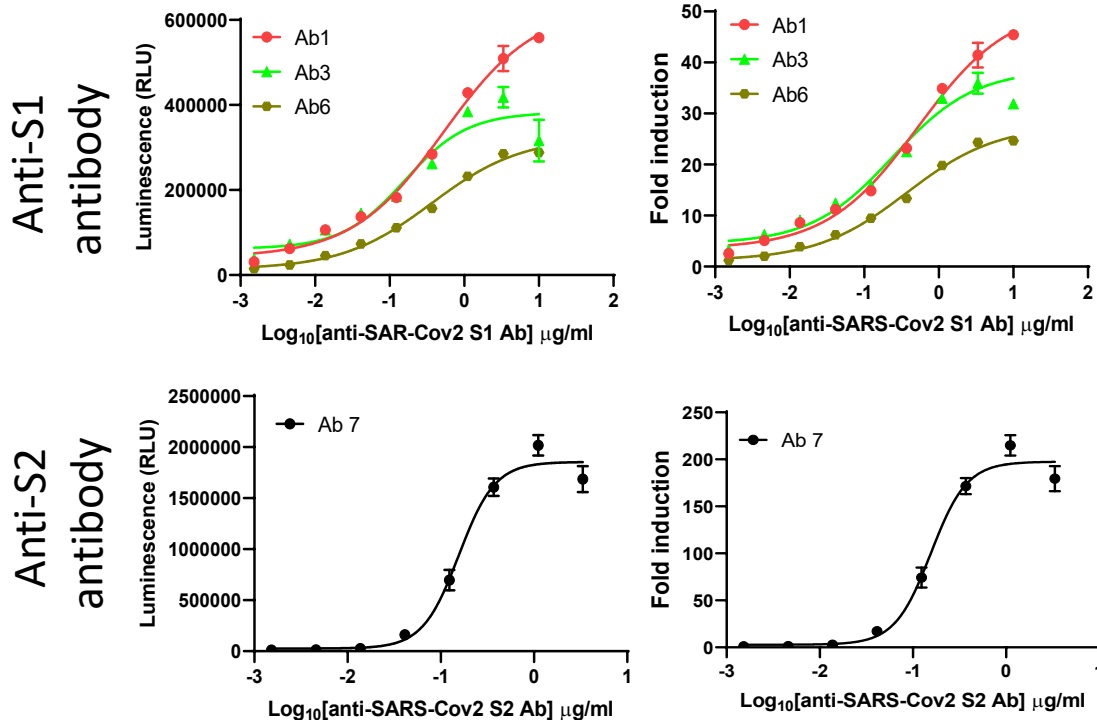 Anti-S1
antibody
Luminescence (RLU)
600000
400000
200000
0
Ab1
Ab3
Ab6
-3 -2 -1 0 1 2
Log10[anti-SAR-Cov2 S1 Ab] μg/ml
Fold induction
50
40
30
20
10
0
Ab1
Ab3
Ab6
-3 -2 -1 0 1 2
Log10[anti-SARS-Cov2 S1 Ab] μg/ml
Anti-S2
antibody
Luminescence (RLU)
2500000
2000000
1500000
1000000
500000
0
Ab 7
-3 -2 -1 0 1
Log10[anti-SARS-Cov2 S2 Ab] μg/ml
Fold induction
250
200
150
100
50
0
Ab 7
-3 -2 -1 0 1
Log10[anti-SARS-Cov2 S2 Ab] μg/ml